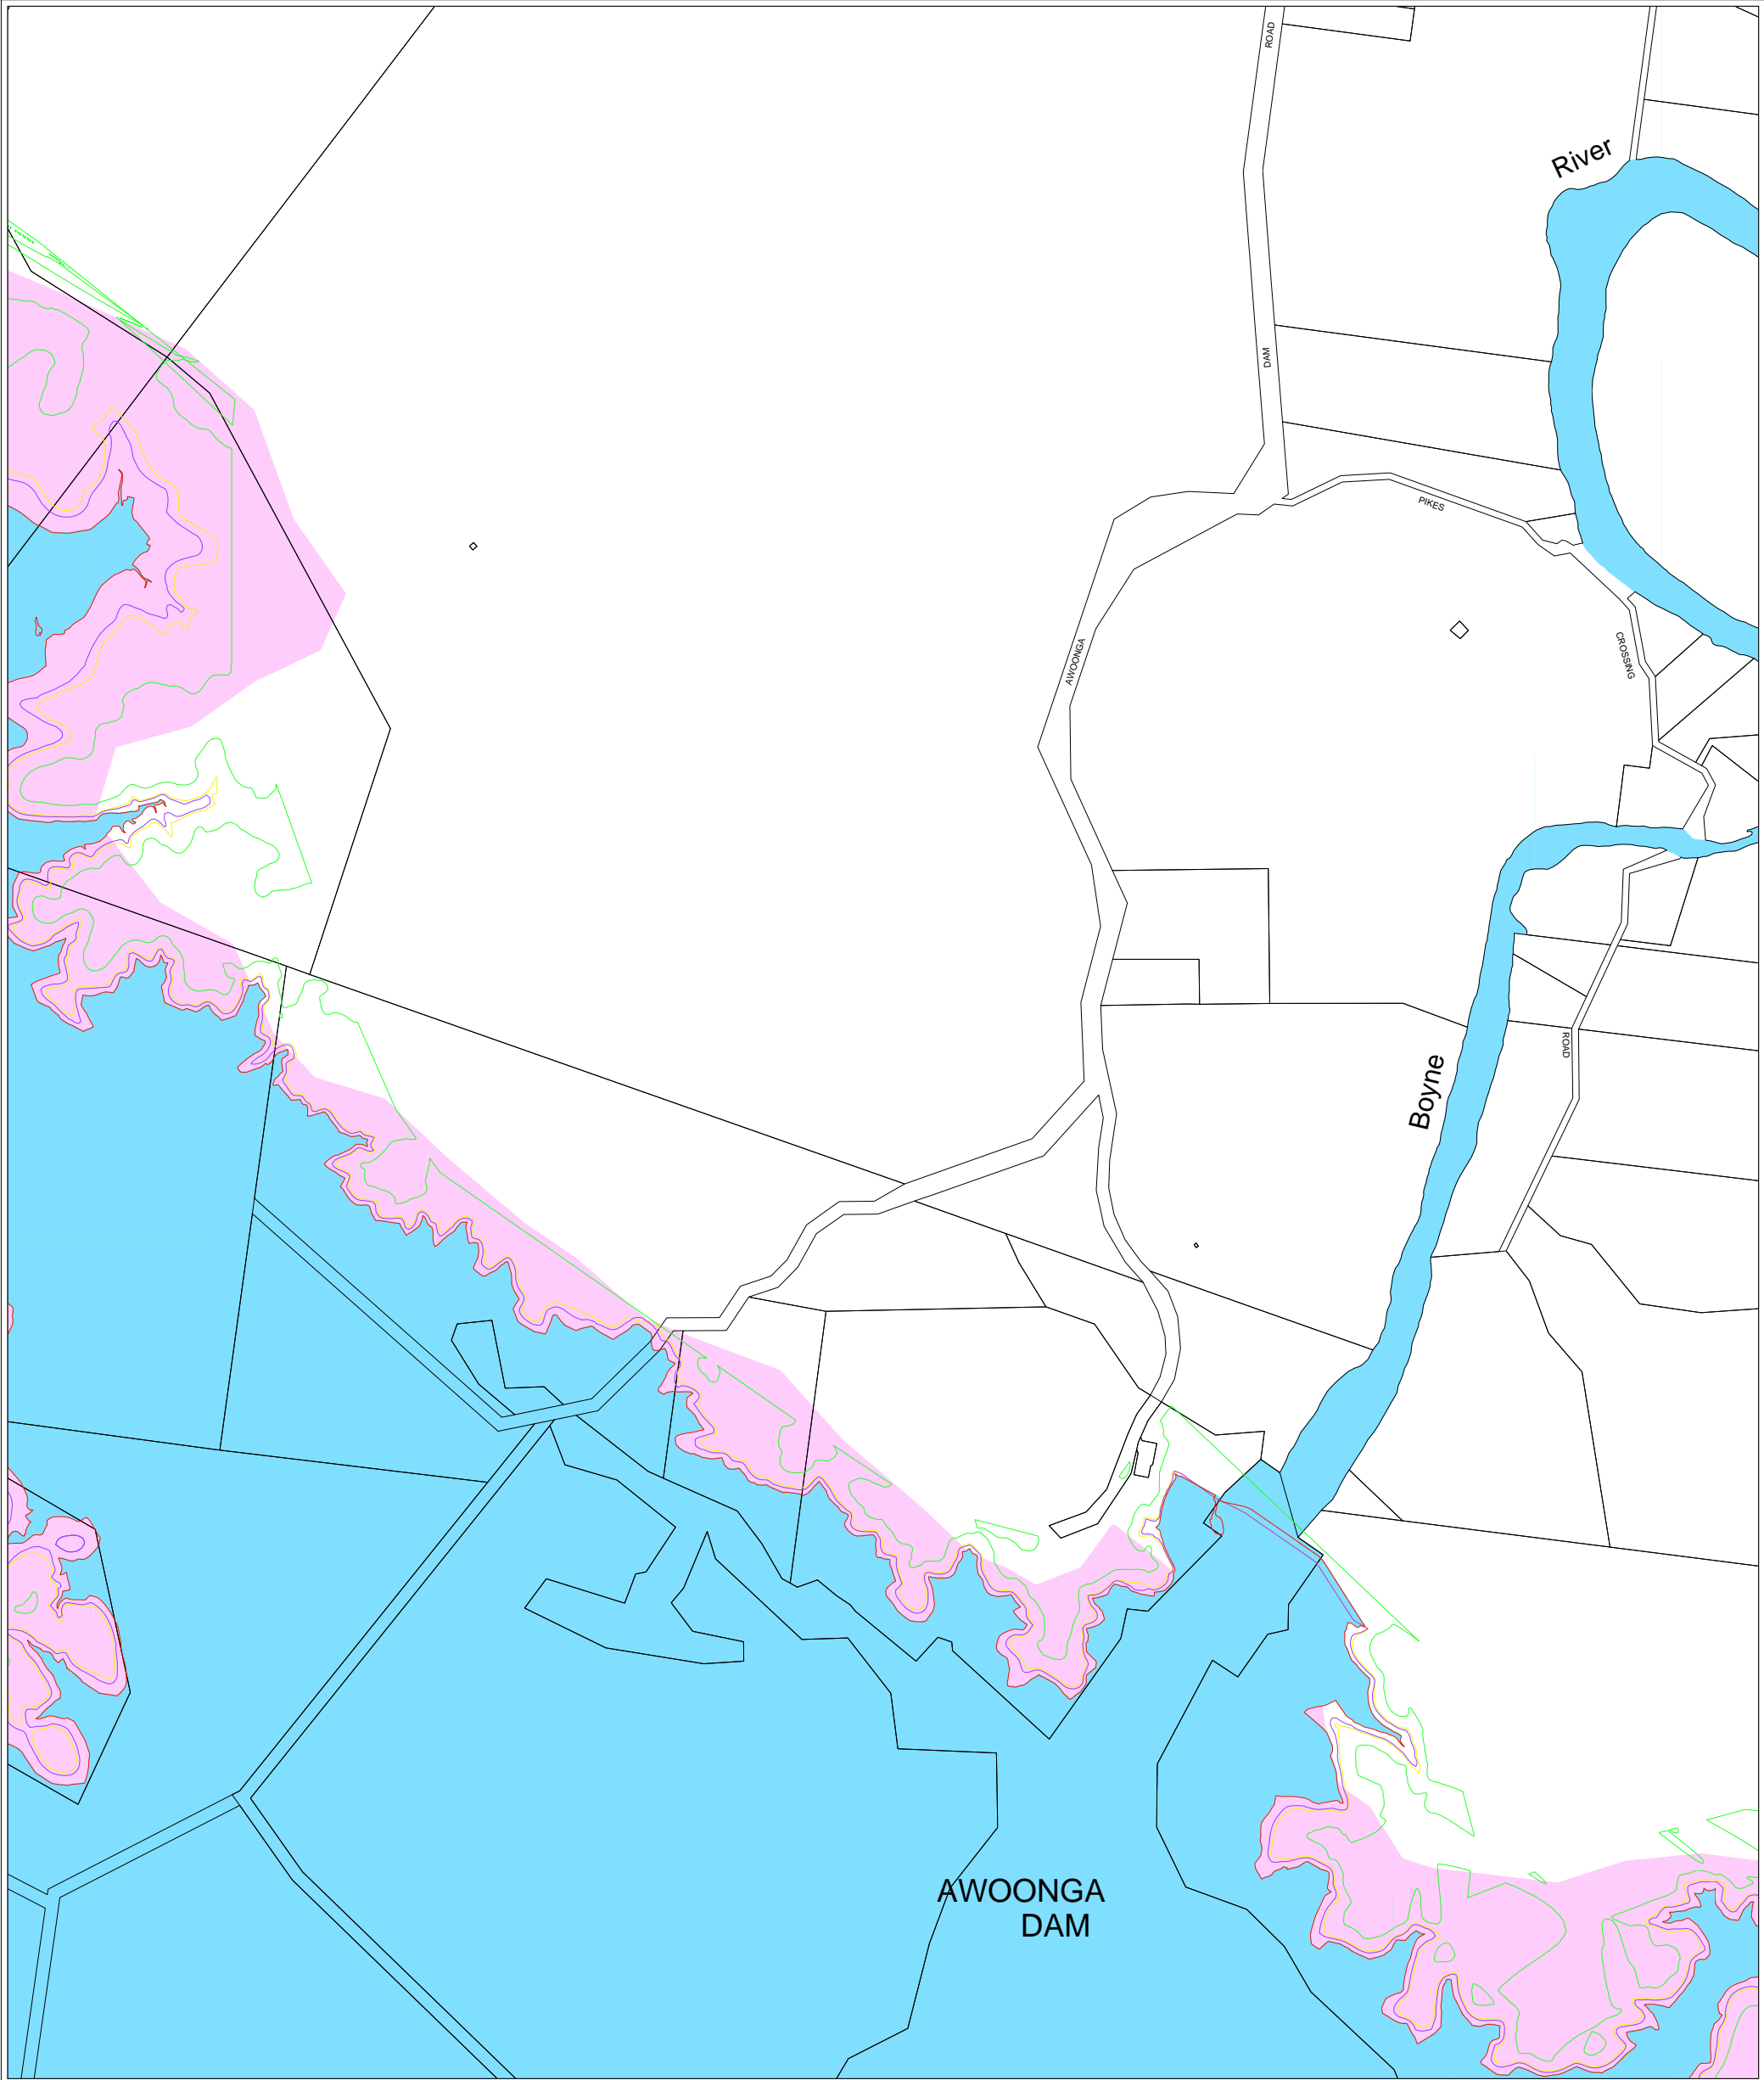 ROAD
River
DAM
PIKES
AWOONGA
CROSSING
ROAD
Boyne
AWOONGA
DAM